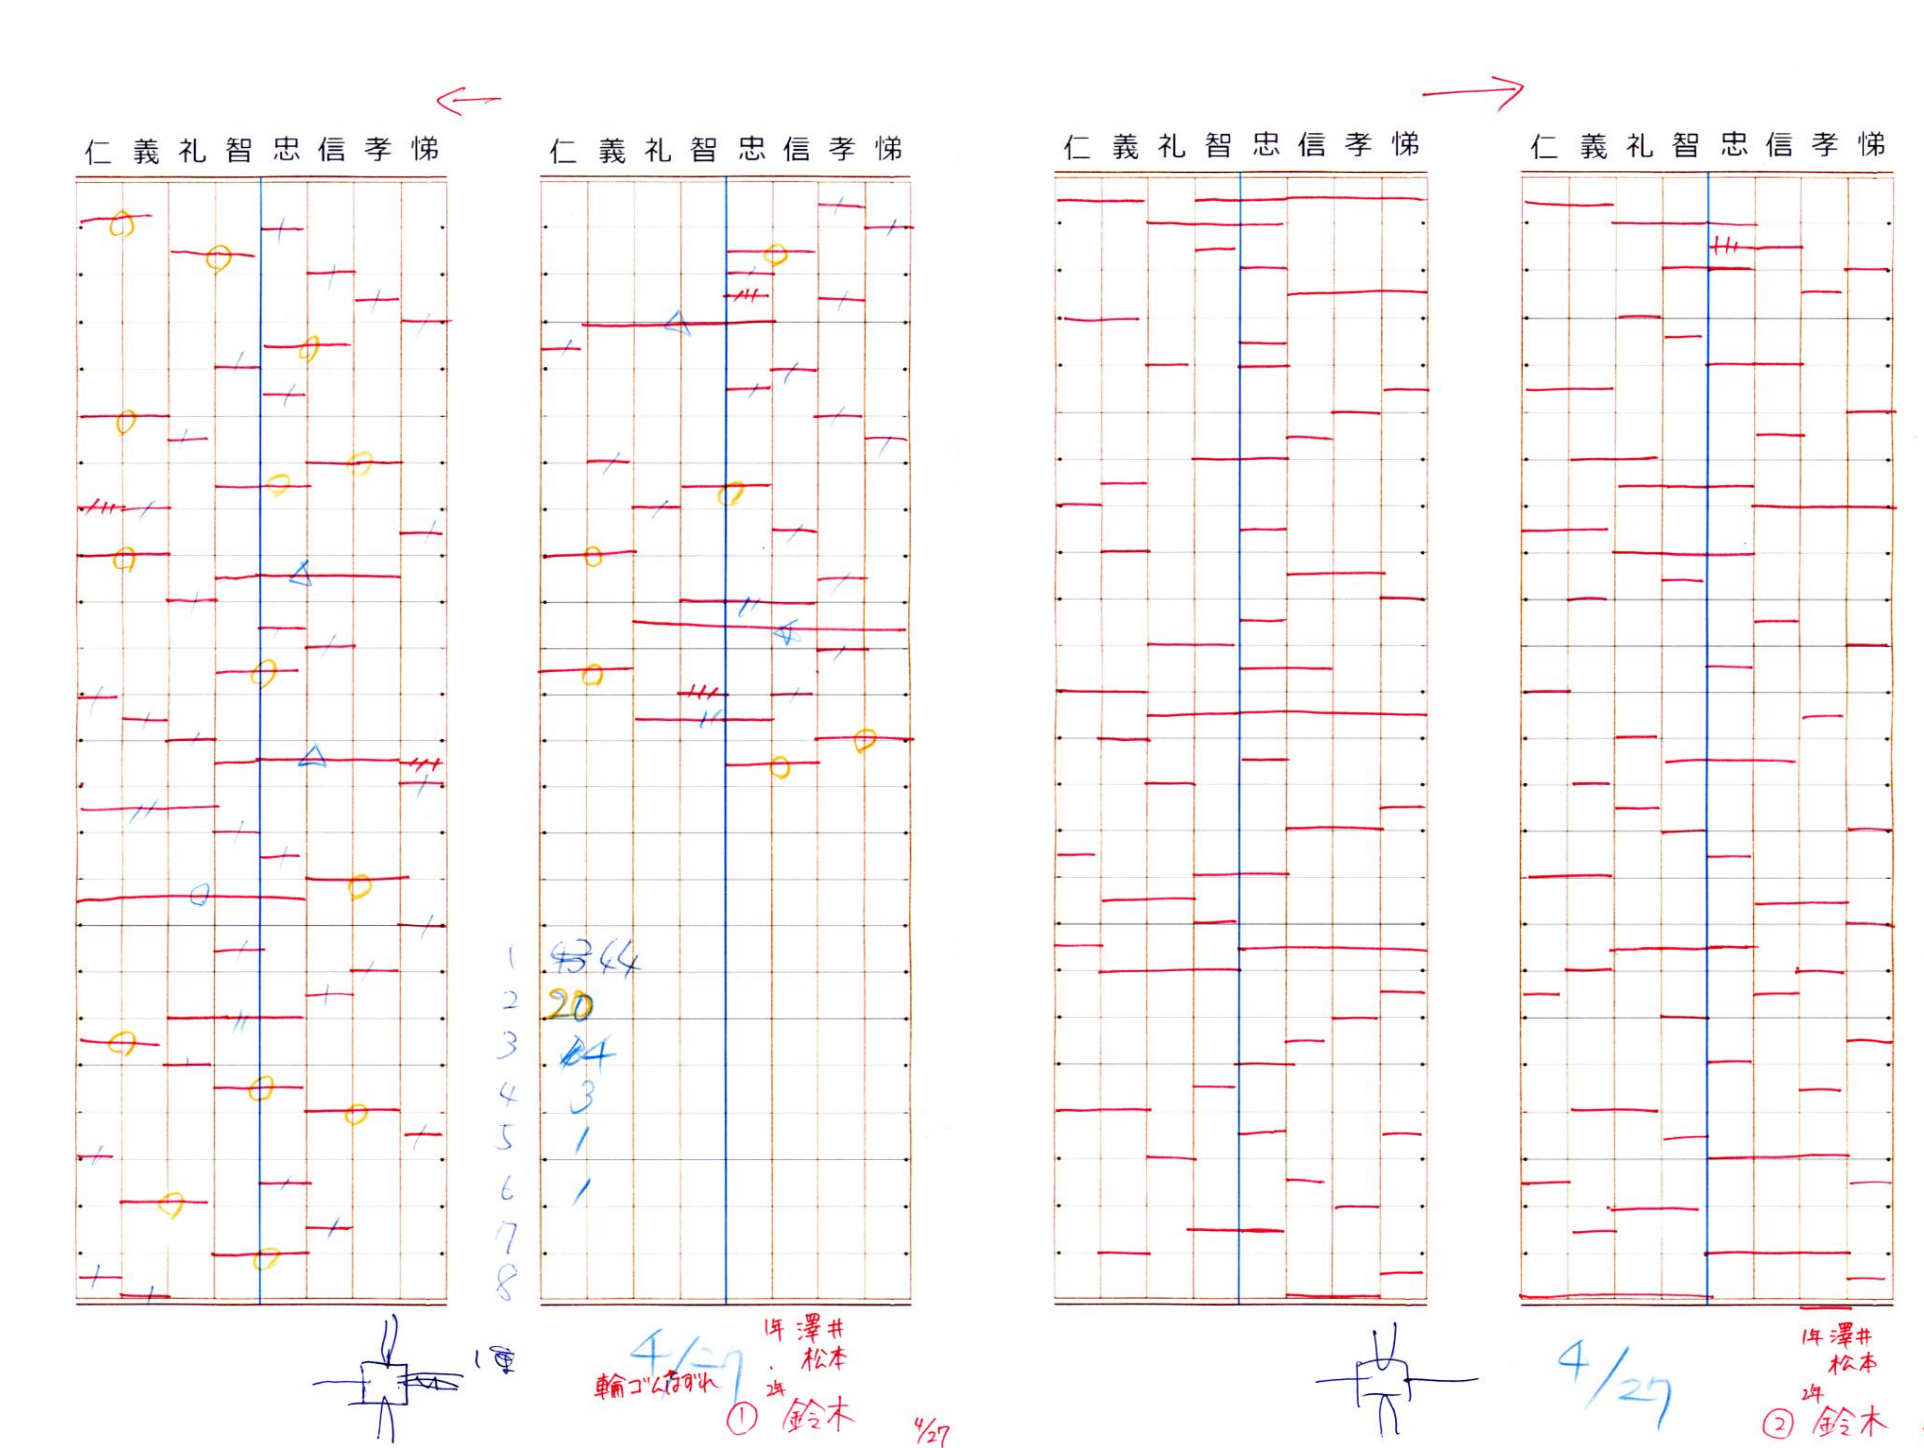 仁 義 礼 智 忠 信 孝 悌
仁 義 礼 智 忠 信 孝 悌
1 44
2 20
3 14
4 3
5 1
6 1
7
8
1年 澤井
松本
2年
① 鈴木
4/27
輪ゴム
4/27
仁 義 礼 智 忠 信 孝 悌
仁 義 礼 智 忠 信 孝 悌
4/27
1年 澤井
松本
2年
② 鈴木